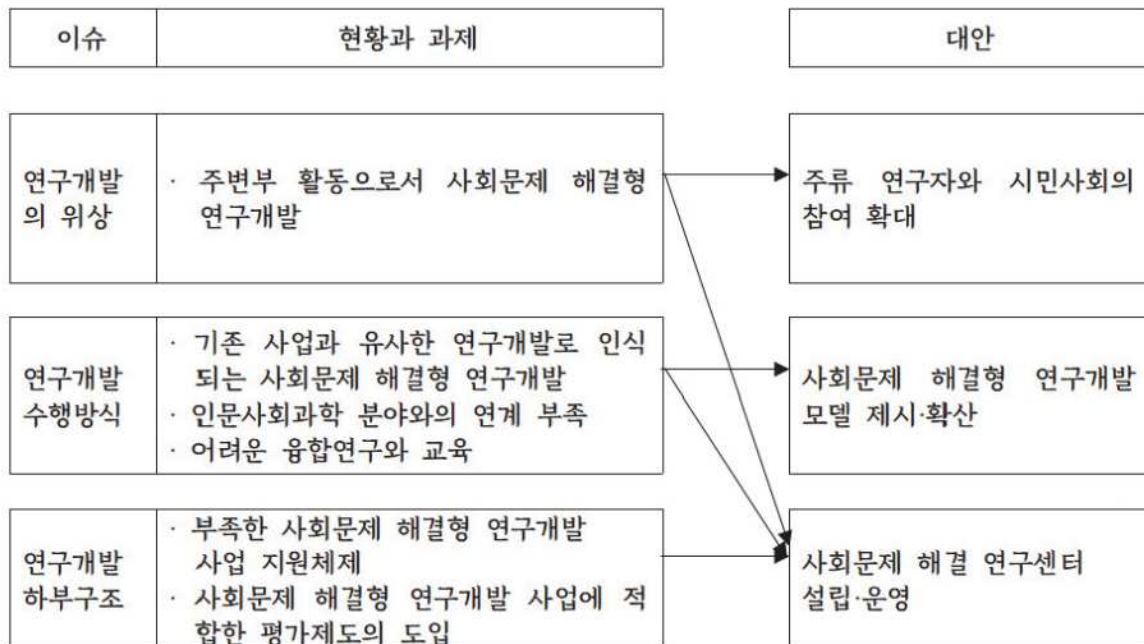 이슈 현황과 과제 대안
연구개발
의 위상
· 주변부 활동으로서 사회문제 해결형
연구개발
주류 연구자와 시민사회의
참여 확대
연구개발
수행방식
· 기존 사업과 유사한 연구개발로 인식
되는 사회문제 해결형 연구개발
· 인문사회과학 분야와의 연계 부족
· 어려운 융합연구와 교육
사회문제 해결형 연구개발
모델 제시·확산
연구개발
하부구조
· 부족한 사회문제 해결형 연구개발
사업 지원체제
· 사회문제 해결형 연구개발 사업에 적
합한 평가제도의 도입
사회문제 해결 연구센터
설립·운영